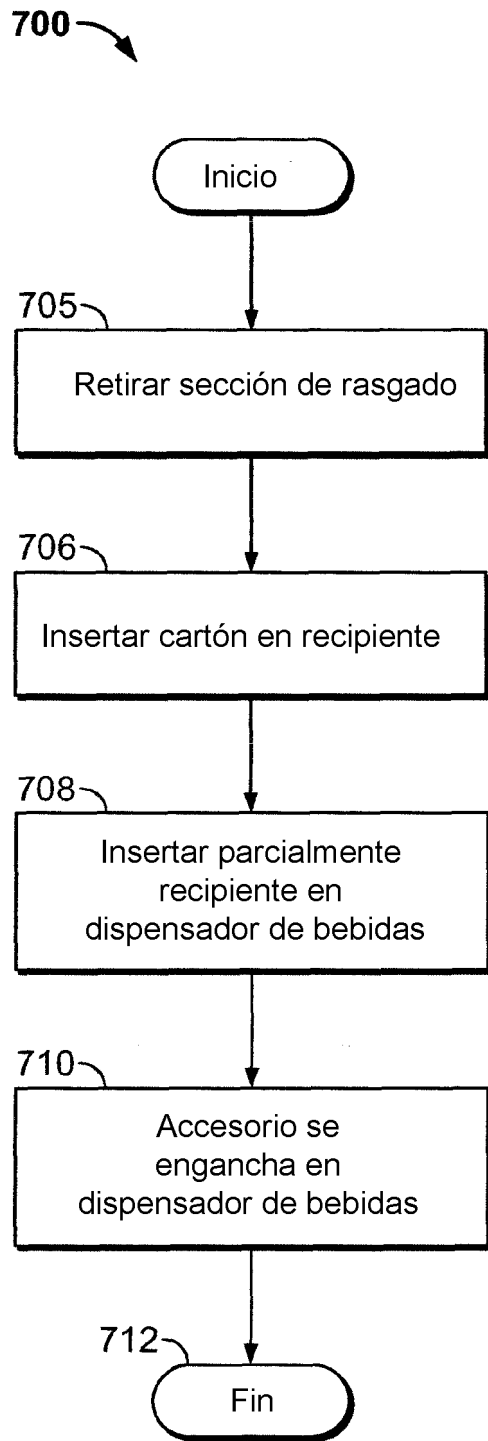 700
Inicio
705
Retirar sección de rasgado
706
Insertar cartón en recipiente
708
Insertar parcialmente
recipiente en
dispensador de bebidas
710
Accesorio se
engancha en
dispensador de bebidas
712
Fin